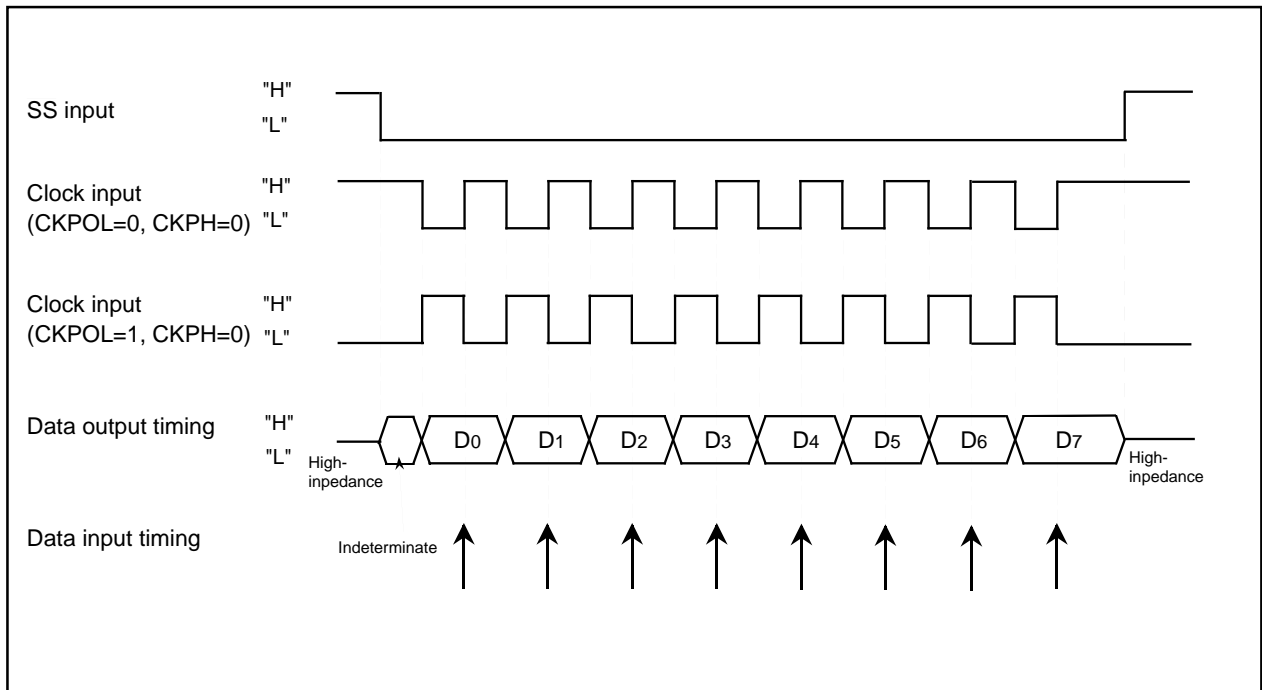 SS input
"H"
"L"
Clock input
(CKPOL=0, CKPH=0)
"H"
"L"
Clock input
(CKPOL=1, CKPH=0)
"H"
"L"
Data output timing
"H"
"L"
High-
inpedance
D0 D1 D2 D3 D4 D5 D6 D7
High-
inpedance
Data input timing
Indeterminate